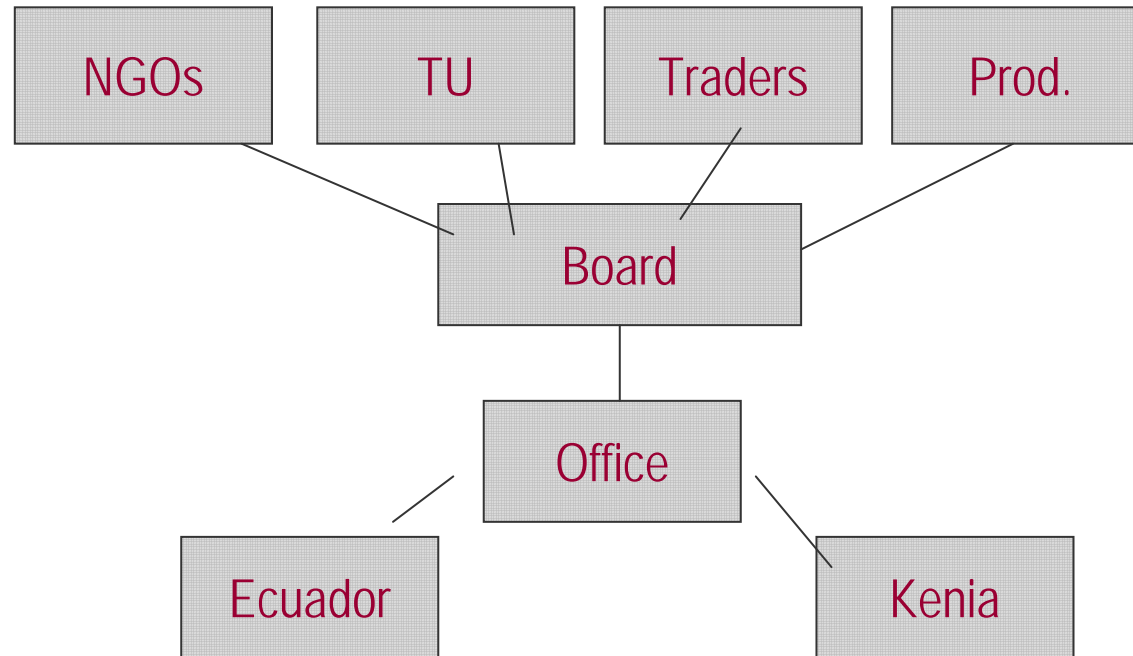 NGOs
TU
Traders
Prod.
Board
Office
Ecuador
Kenia